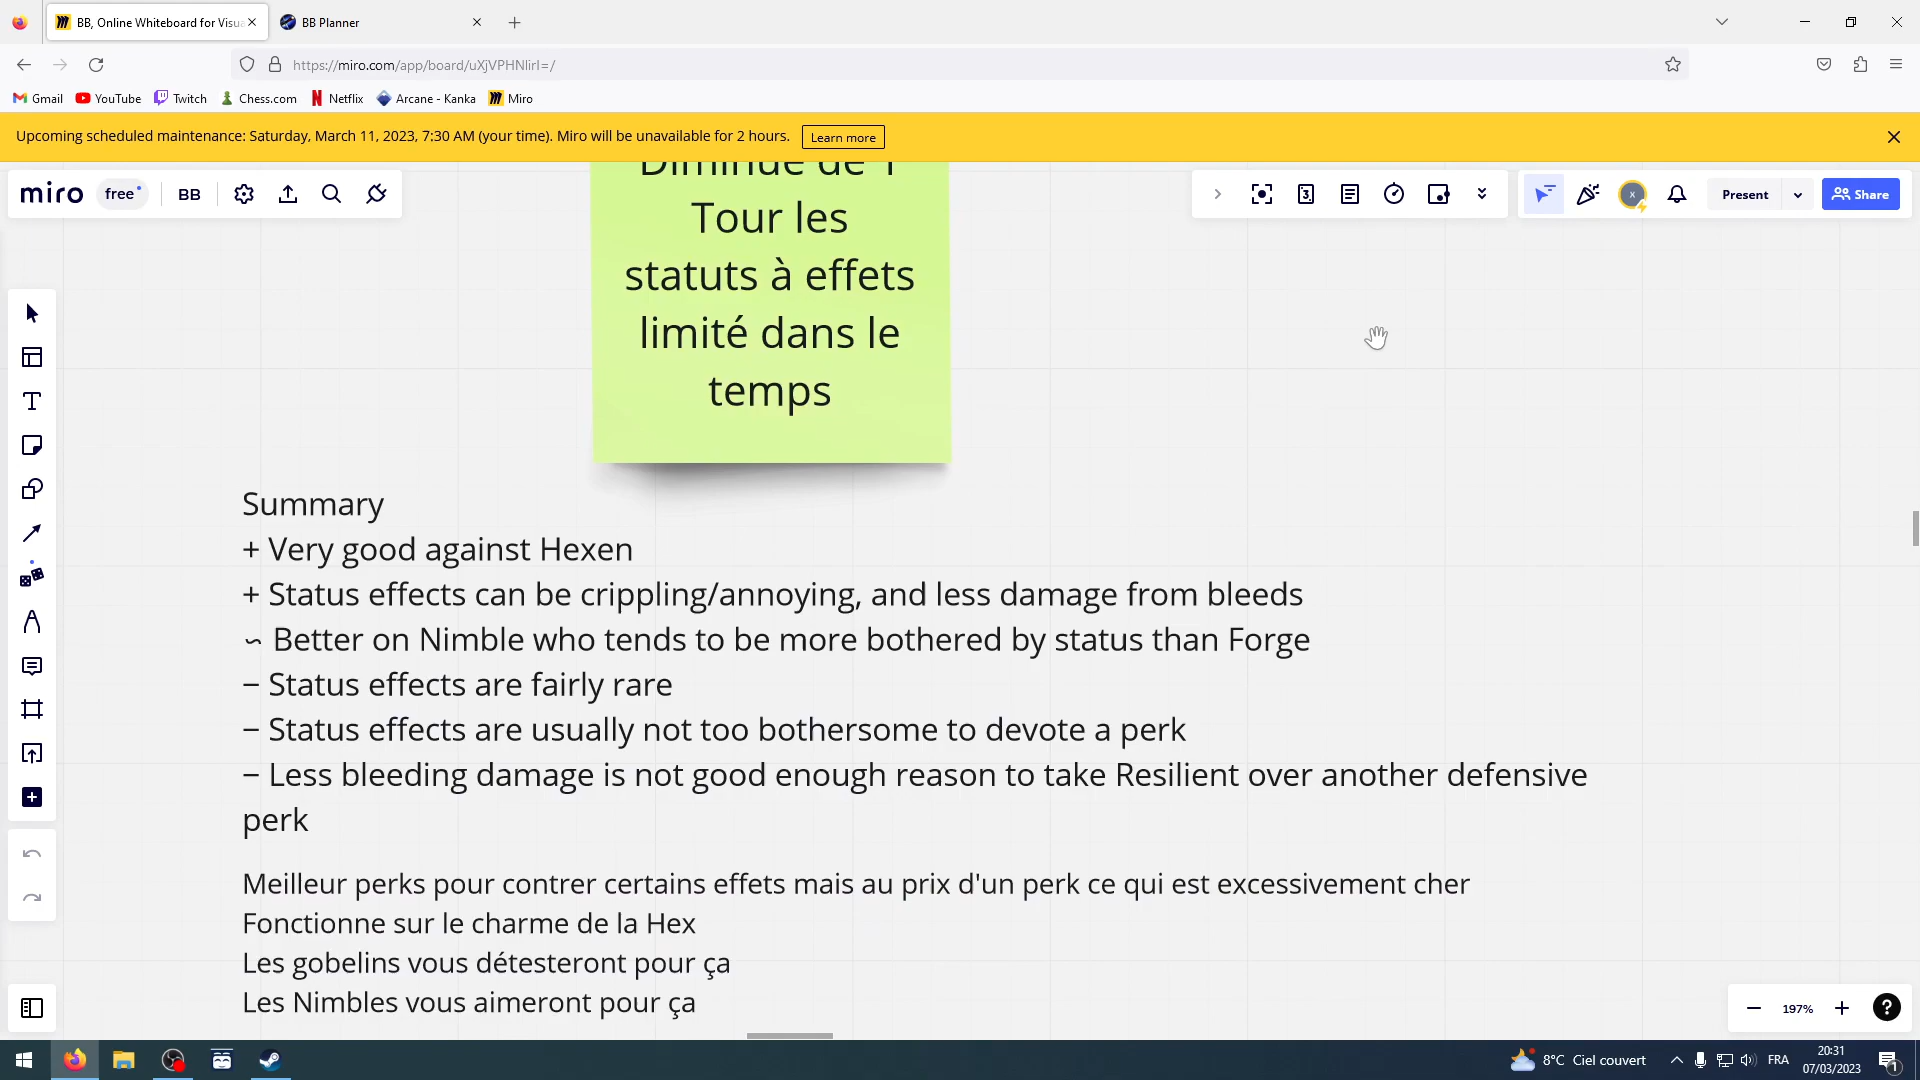 BB, Online Whiteboard for Visua
BB Planner
https://miro.com/app/board/uXjVPHNlirI=/
Gmail
YouTube
Twitch
Chess.com
Netflix
Arcane - Kanka
Miro
Upcoming scheduled maintenance: Saturday, March 11, 2023, 7:30 AM (your time). Miro will be unavailable for 2 hours.
Learn more
miro
free
BB
Present
Share
Diminue de 1
Tour les
statuts à effets
limité dans le
temps
Summary
+ Very good against Hexen
+ Status effects can be crippling/annoying, and less damage from bleeds
~ Better on Nimble who tends to be more bothered by status than Forge
− Status effects are fairly rare
− Status effects are usually not too bothersome to devote a perk
− Less bleeding damage is not good enough reason to take Resilient over another defensive
perk
Meilleur perks pour contrer certains effets mais au prix d'un perk ce qui est excessivement cher
Fonctionne sur le charme de la Hex
Les gobelins vous détesteront pour ça
Les Nimbles vous aimeront pour ça
197%
8°C Ciel couvert
FRA
20:31
07/03/2023